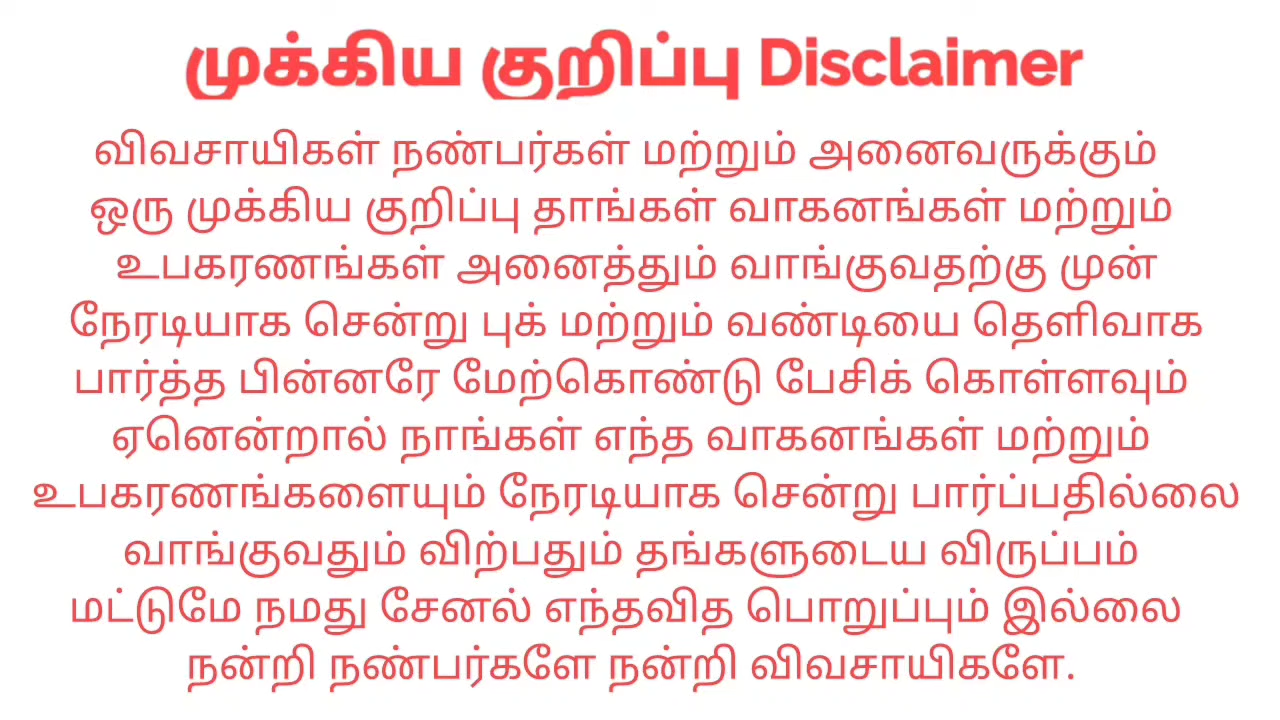 முக்கிய குறிப்பு Disclaimer
விவசாயிகள் நண்பர்கள் மற்றும் அனைவருக்கும்
ஒரு முக்கிய குறிப்பு தாங்கள் வாகனங்கள் மற்றும்
உபகரணங்கள் அனைத்தும் வாங்குவதற்கு முன்
நேரடியாக சென்று புக் மற்றும் வண்டியை தெளிவாக
பார்த்த பின்னரே மேற்கொண்டு பேசிக் கொள்ளவும்
ஏனென்றால் நாங்கள் எந்த வாகனங்கள் மற்றும்
உபகரணங்களையும் நேரடியாக சென்று பார்ப்பதில்லை
வாங்குவதும் விற்பதும் தங்களுடைய விருப்பம்
மட்டுமே நமது சேனல் எந்தவித பொறுப்பும் இல்லை
நன்றி நண்பர்களே நன்றி விவசாயிகளே.